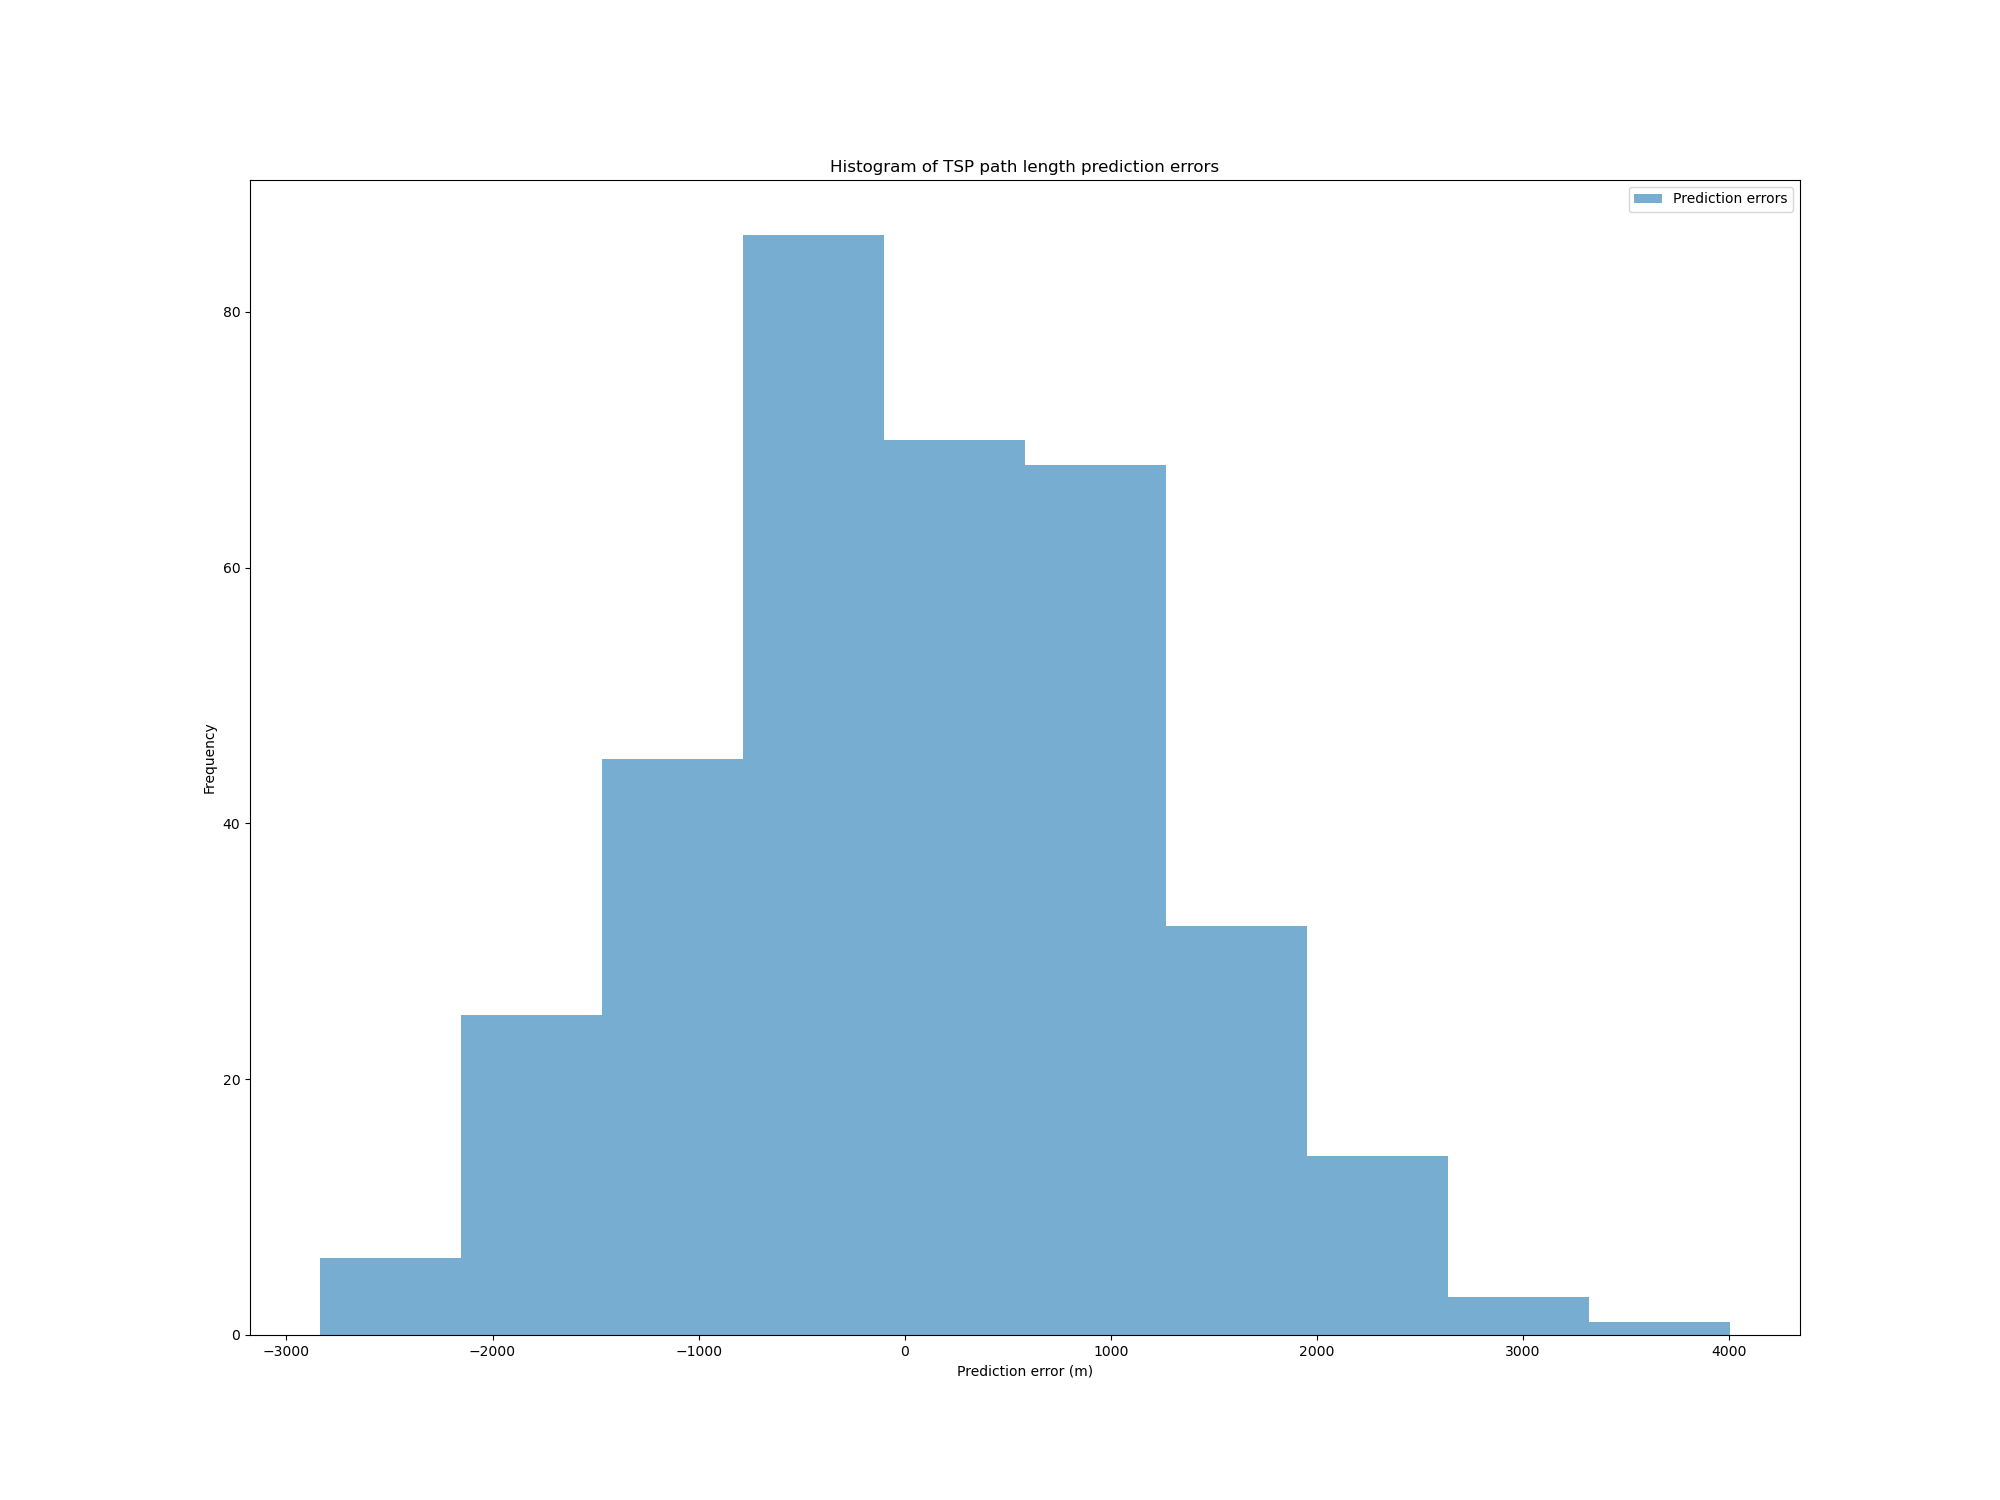 Histogram of TSP path length prediction errors
Prediction errors
80
60
40
20
0
Frequency
−3000 −2000 −1000 0 1000 2000 3000 4000
Prediction error (m)